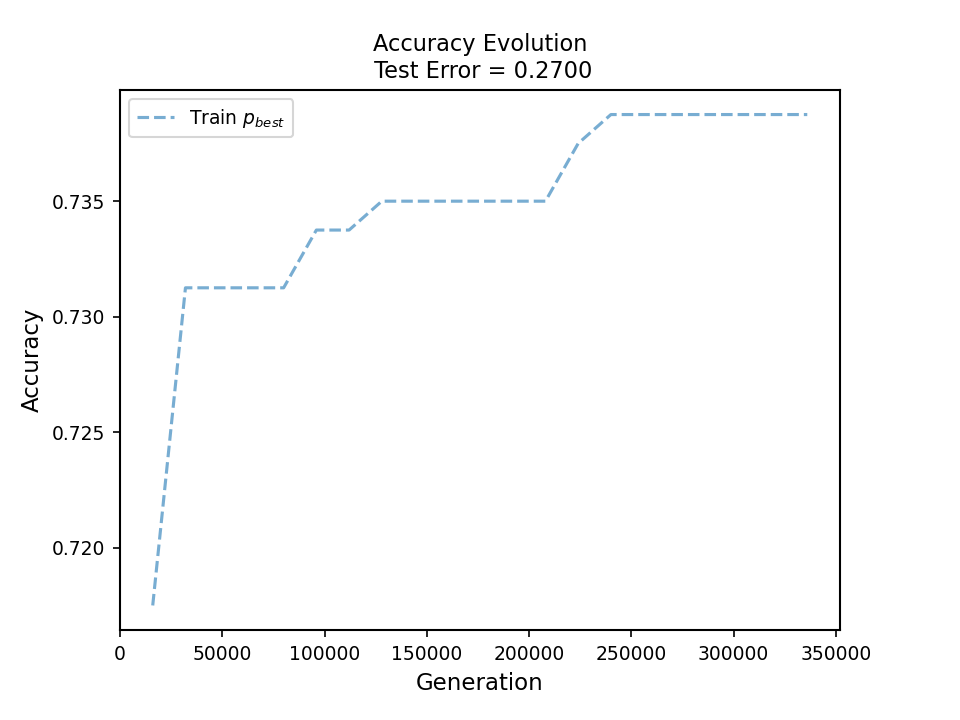 Accuracy Evolution
Test Error = 0.2700
Train p_best
0.735
0.730
0.725
0.720
Accuracy
0 50000 100000 150000 200000 250000 300000 350000
Generation